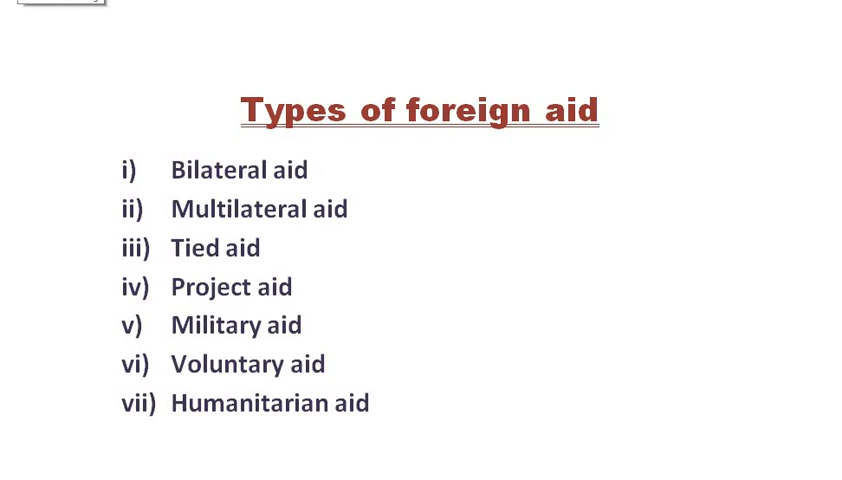 Types of foreign aid
i) Bilateral aid
ii) Multilateral aid
iii) Tied aid
iv) Project aid
v) Military aid
vi) Voluntary aid
vii) Humanitarian aid